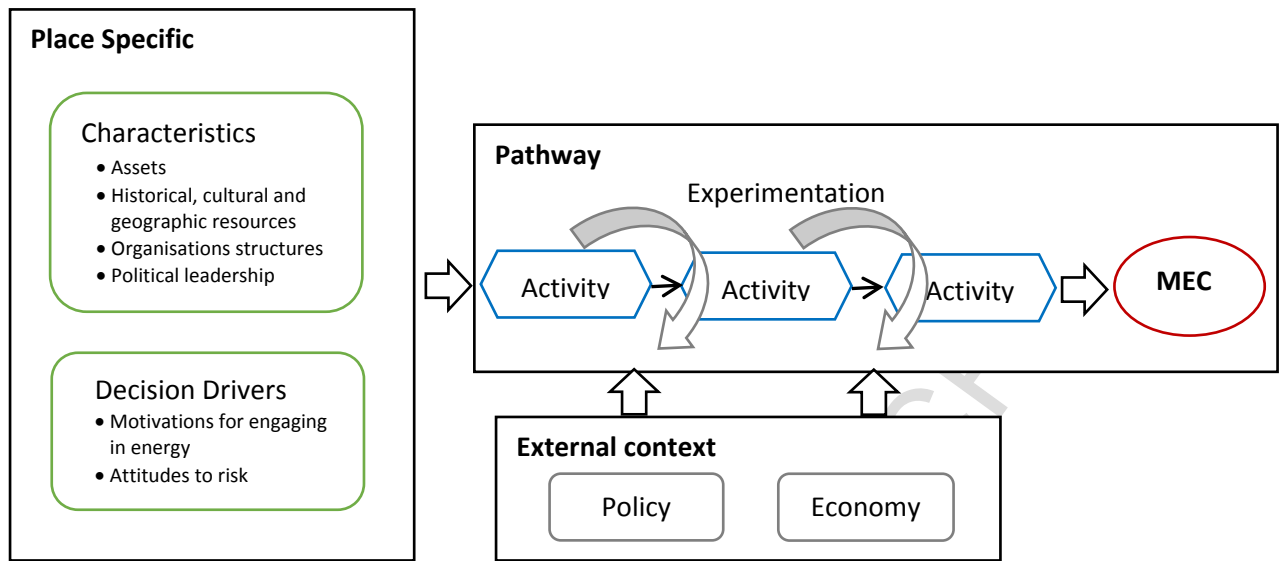 Place Specific
Characteristics
• Assets
• Historical, cultural and
geographic resources
• Organisations structures
• Political leadership
Decision Drivers
• Motivations for engaging
in energy
• Attitudes to risk
Pathway
Experimentation
Activity
Activity
Activity
MEC
External context
Policy
Economy